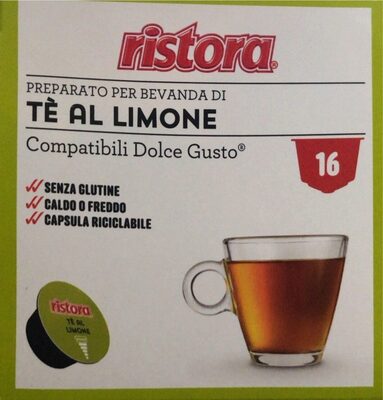 ristora®
PREPARATO PER BEVANDA DI
TÈ AL LIMONE
Compatibili Dolce Gusto®
16
SENZA GLUTINE
CALDO O FREDDO
CAPSULA RICICLABILE
ristora
TÈ AL
LIMONE